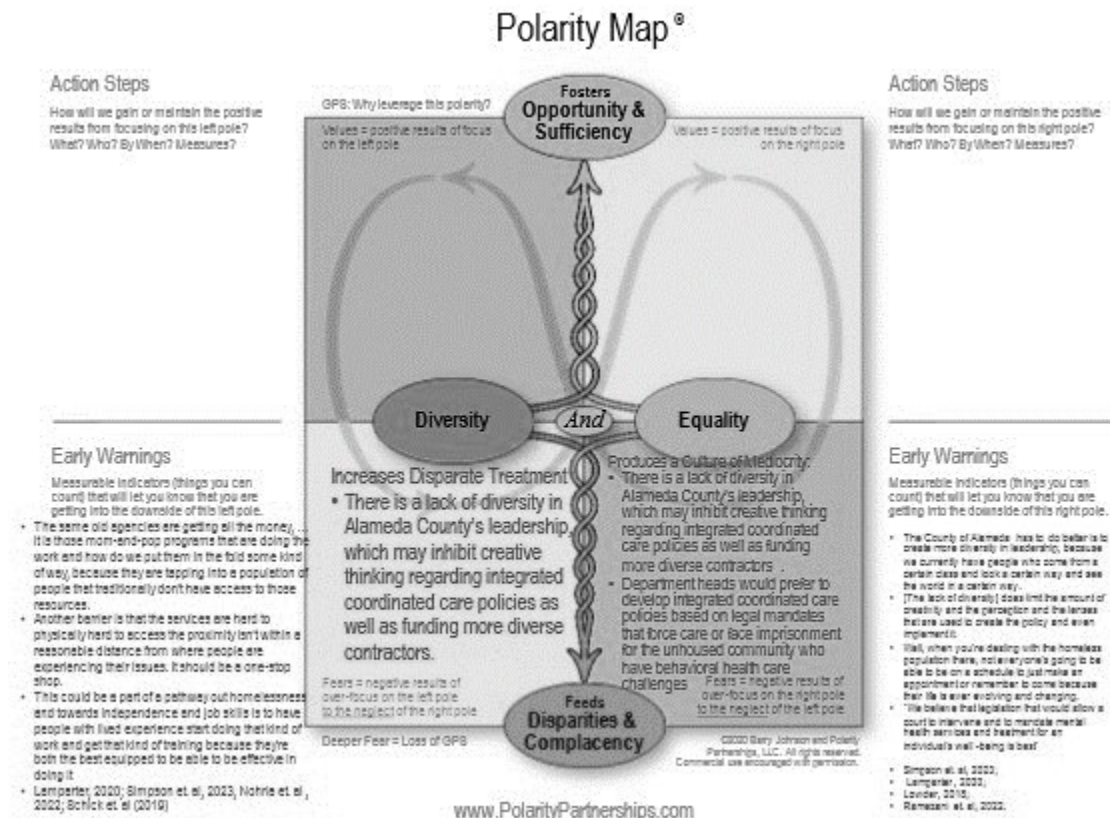 Polarity Map ®
Action Steps
How will we gain or maintain the positive
results from focusing on this left pole?
What? Who? By When? Measures?
GPS: Why leverage this polarity?
Values = positive results of focus
on the left pole
Fosters
Opportunity &
Sufficiency
Values = positive results of focus
on the right pole
Action Steps
How will we gain or maintain the positive
results from focusing on this right pole?
What? Who? By When? Measures?
Diversity
And
Equality
Early Warnings
Measurable indicators (things you can
count) that will let you know that you are
getting into the downside of this left pole.
• The same old agencies are getting all the money, ...
It is those mom-and-pop programs that are doing the
work and how do we put them in the fold some kind
of way, because they are tapping into a population of
people that traditionally don't have access to those
resources.
• Another barrier is that the services are hard to
physically hard to access the proximity isn't within a
reasonable distance from where people are
experiencing their issues. It should be a one-stop
shop.
• This could be a part of a pathway out homelessness
and towards independence and job skills is to have
people with lived experience start doing that kind of
work and get that kind of training because they're
both the best equipped to be able to be effective in
doing it
• Lamparter, 2020; Simpson et. al, 2023, Nohria et. al,
2022; Schick et. al (2019)
Increases Disparate Treatment
• There is a lack of diversity in
Alameda County's leadership,
which may inhibit creative
thinking regarding integrated
coordinated care policies as
well as funding more diverse
contractors.
Fears = negative results of
over-focus on the left pole
to the neglect of the right pole
Deeper Fear = Loss of GPS
Produces a Culture of Mediocrity:
• There is a lack of diversity in
Alameda County's leadership,
which may inhibit creative thinking
regarding integrated coordinated
care policies as well as funding
more diverse contractors .
• Department heads would prefer to
develop integrated coordinated care
policies based on legal mandates
that force care or face imprisonment
for the unhoused community who
have behavioral health care
challenges
Fears = negative results of
over-focus on the right pole
to the neglect of the left pole
Feeds
Disparities &
Complacency
©2020 Barry Johnson and Polarity
Partnerships, LLC. All rights reserved.
Commercial use encouraged with permission.
Early Warnings
Measurable indicators (things you can
count) that will let you know that you are
getting into the downside of this right pole.
• The County of Alameda has to do better is to
create more diversity in leadership, because
we currently have people who come from a
certain class and look a certain way and see
the world in a certain way.
• [The lack of diversity] does limit the amount of
creativity and the perception and the lenses
that are used to create the policy and even
implement it.
• Well, when you're dealing with the homeless
population there, not everyone's going to be
able to be on a schedule to just make an
appointment or remember to come because
their life is ever evolving and changing.
• "We believe that legislation that would allow a
court to intervene and to mandate mental
health services and treatment for an
individual's well -being is best"
• Simpson et. al, 2023;
• Lamparter, 2020;
• Ramezani et. al, 2022.
www.PolarityPartnerships.com